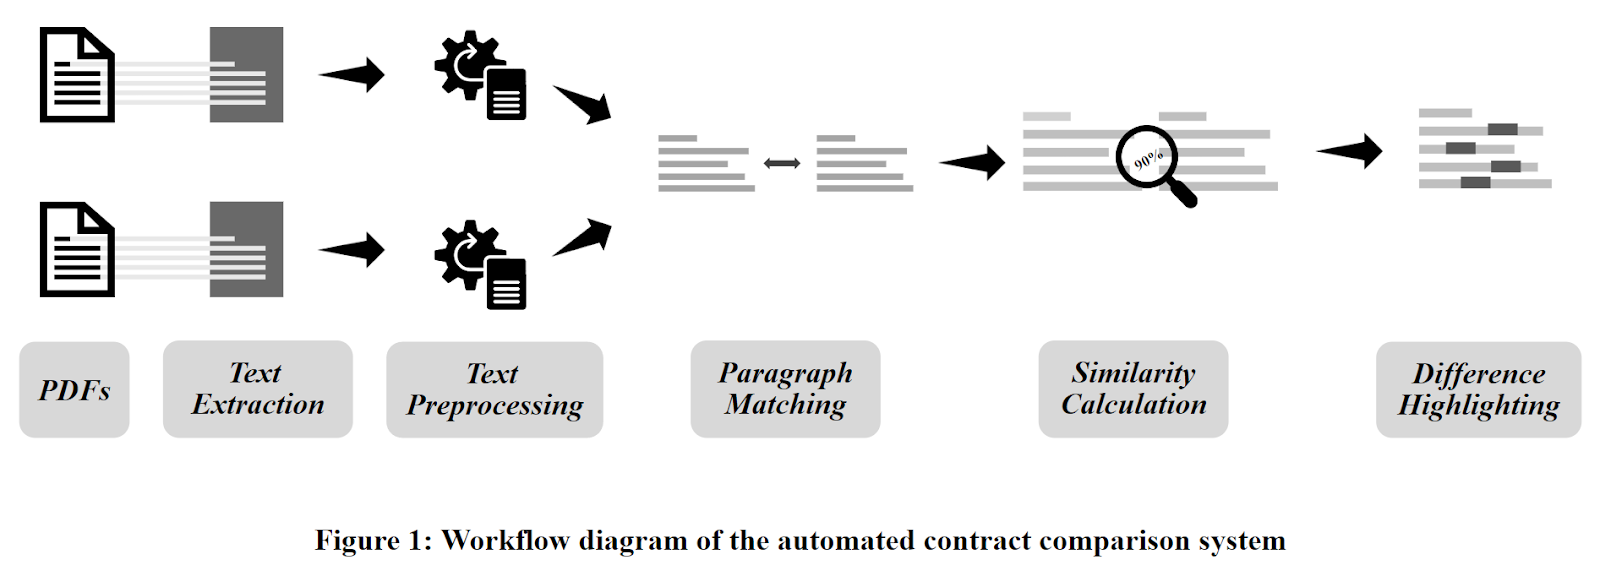 90%
PDFs
Text
Extraction
Text
Preprocessing
Paragraph
Matching
Similarity
Calculation
Difference
Highlighting
Figure 1: Workflow diagram of the automated contract comparison system